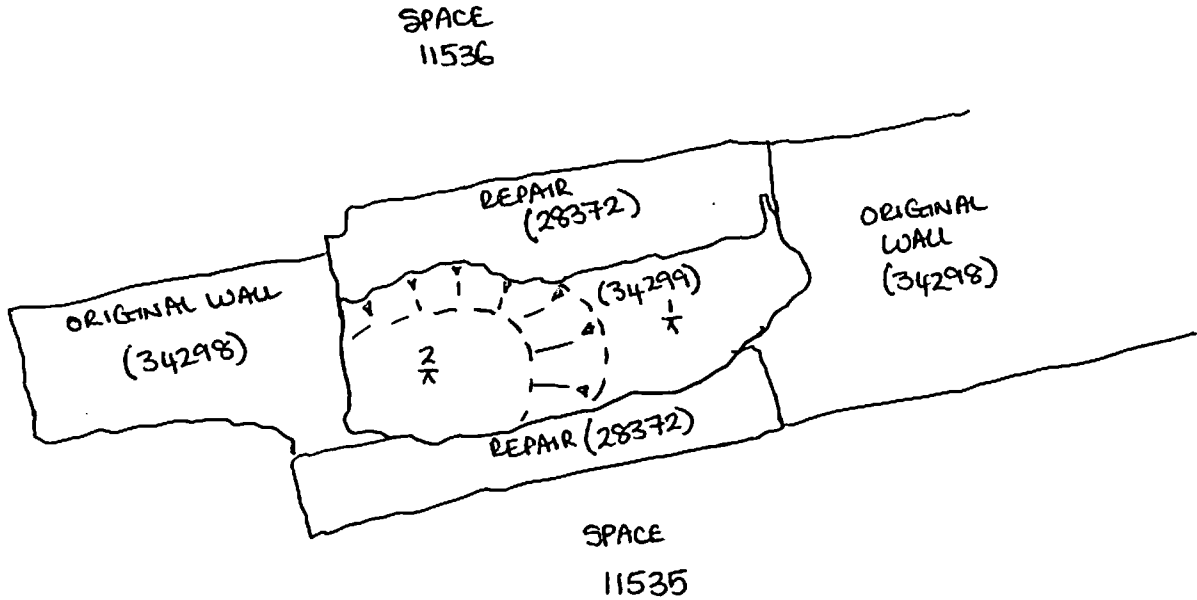 SPACE
11536
REPAIR
(28372)
ORIGINAL
WALL
(34298)
ORIGINAL WALL
(34298)
(34299)
1
2
REPAIR (28372)
SPACE
11535